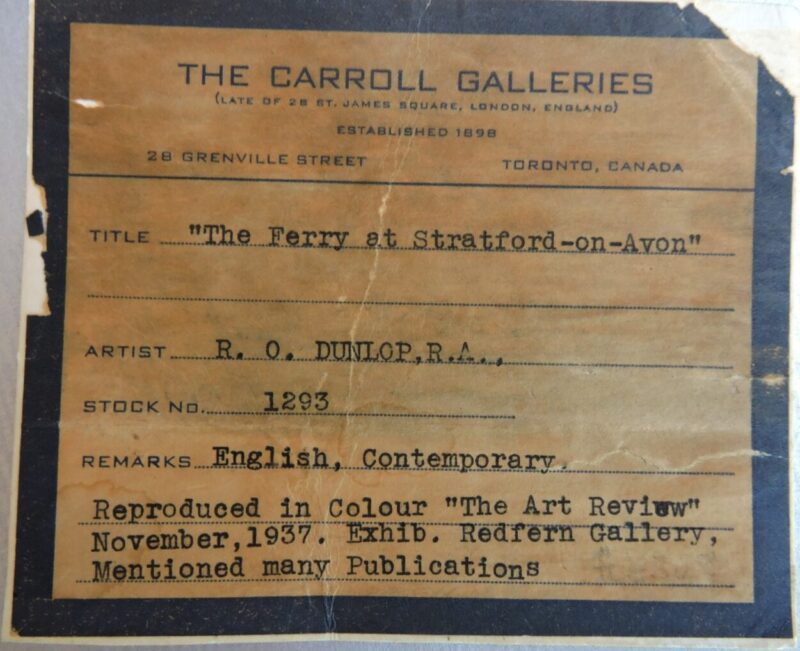 THE CARROLL GALLERIES
(LATE OF 28 ST. JAMES SQUARE, LONDON, ENGLAND)
ESTABLISHED 1898
28 GRENVILLE STREET TORONTO, CANADA
TITLE "The Ferry at Stratford-on-Avon"
ARTIST R. O. DUNLOP,R.A.,
STOCK No. 1293
REMARKS English, Contemporary.
Reproduced in Colour "The Art Review"
November,1937. Exhib. Redfern Gallery,
Mentioned many Publications